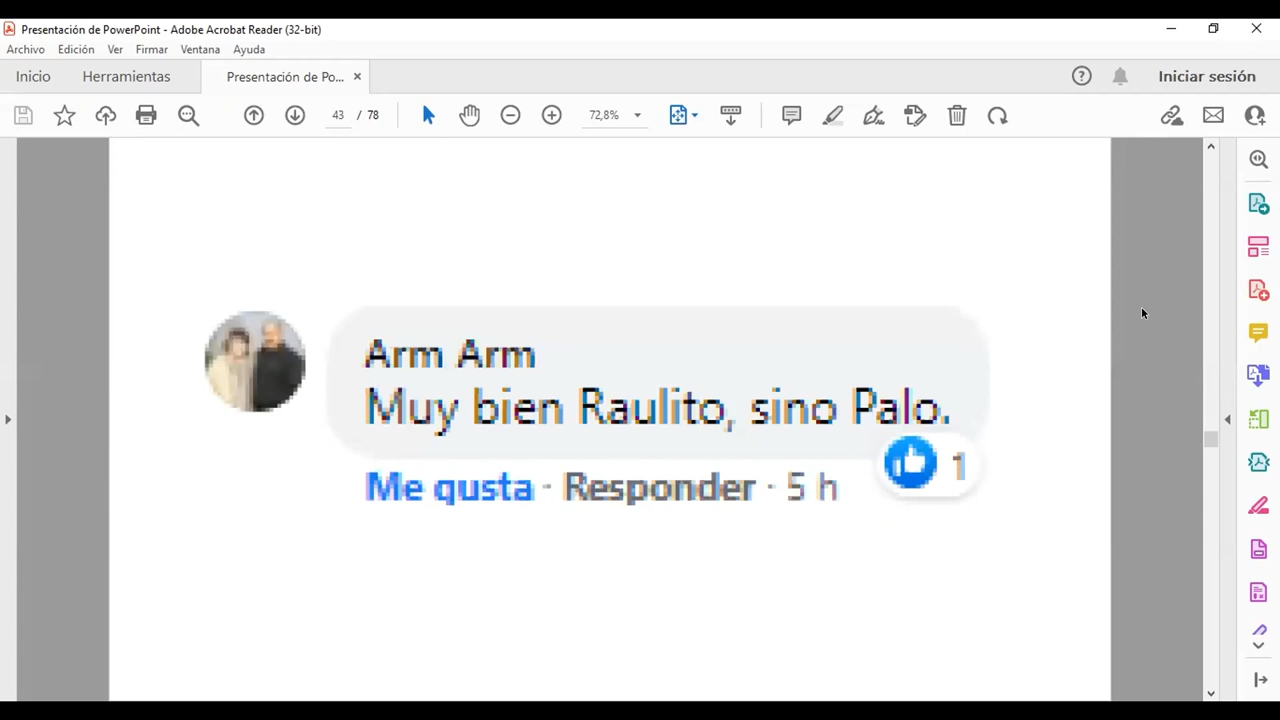 Presentación de PowerPoint - Adobe Acrobat Reader (32-bit)
Archivo Edición Ver Firmar Ventana Ayuda
Inicio Herramientas Presentación de Po... Iniciar sesión
43 / 78 72,8%
Arm Arm
Muy bien Raulito, sino Palo.
1
Me gusta · Responder · 5 h